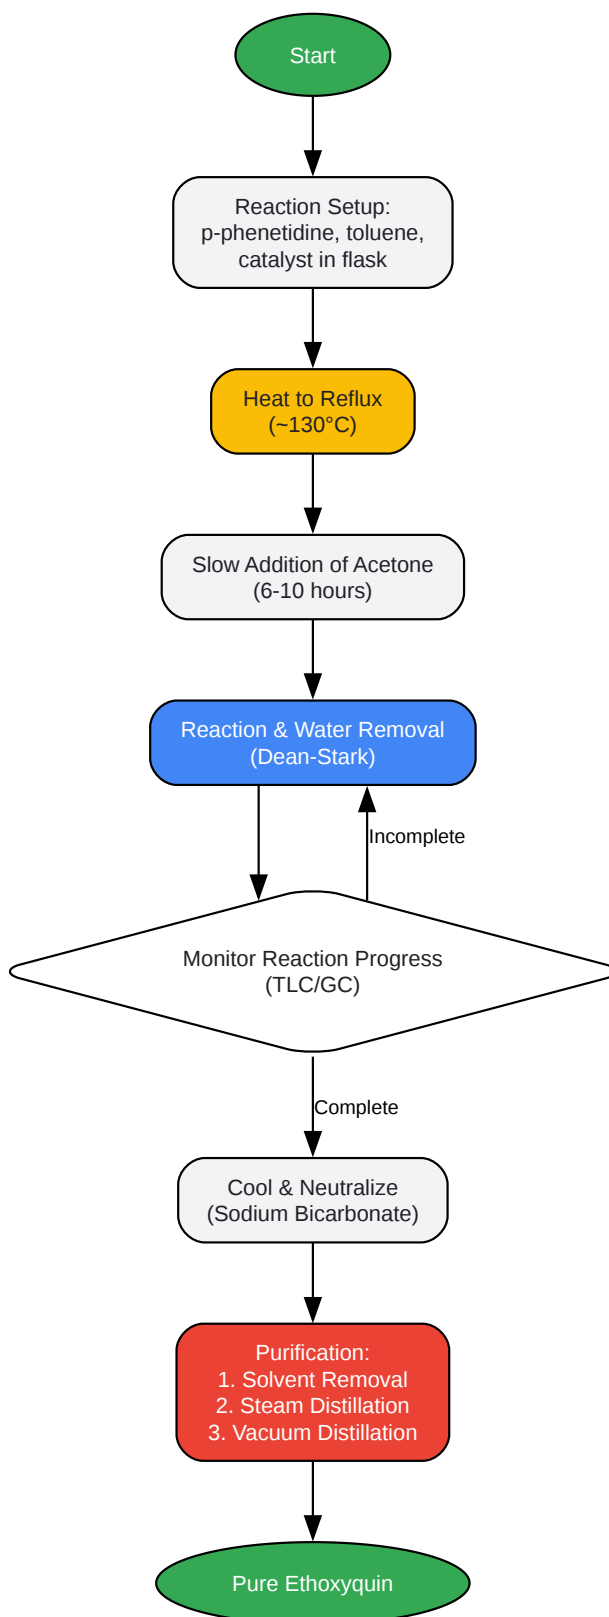 Start
Reaction Setup:
p-phenetidine, toluene,
catalyst in flask
Heat to Reflux
(~130°C)
Slow Addition of Acetone
(6-10 hours)
Reaction & Water Removal
(Dean-Stark)
Incomplete
Monitor Reaction Progress
(TLC/GC)
Complete
Cool & Neutralize
(Sodium Bicarbonate)
Purification:
1. Solvent Removal
2. Steam Distillation
3. Vacuum Distillation
Pure Ethoxyquin